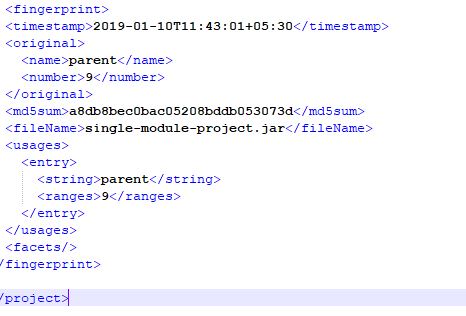 <fingerprint>
<timestamp>2019-01-10T11:43:01+05:30</timestamp>
<original>
<name>parent</name>
<number>9</number>
</original>
<md5sum>a8db8bec0bac05208bddb053073d</md5sum>
<fileName>single-module-project.jar</fileName>
<usages>
<entry>
<string>parent</string>
<ranges>9</ranges>
</entry>
</usages>
<facets/>
/fingerprint>
/project>